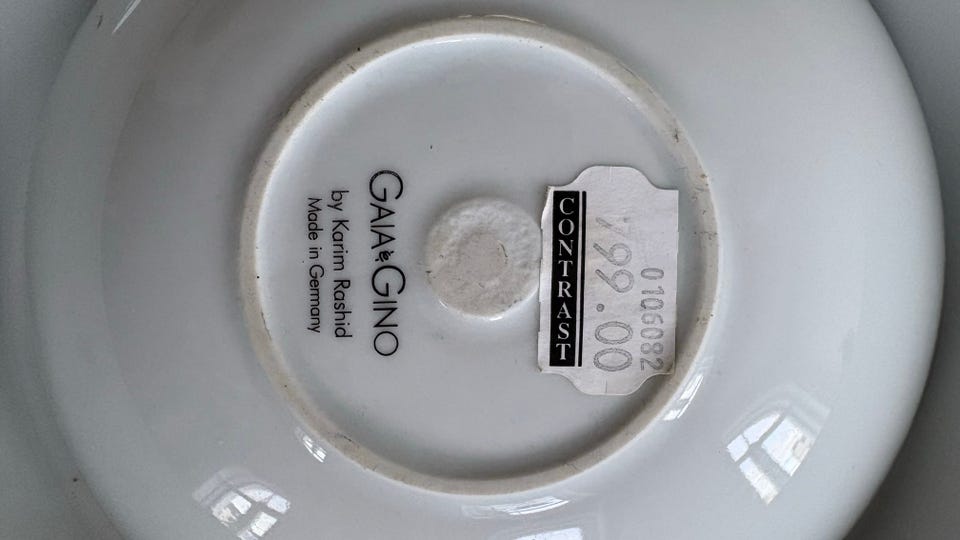 GAIA & GINO
by Karim Rashid
Made in Germany
CONTRAST
0106082
799.00